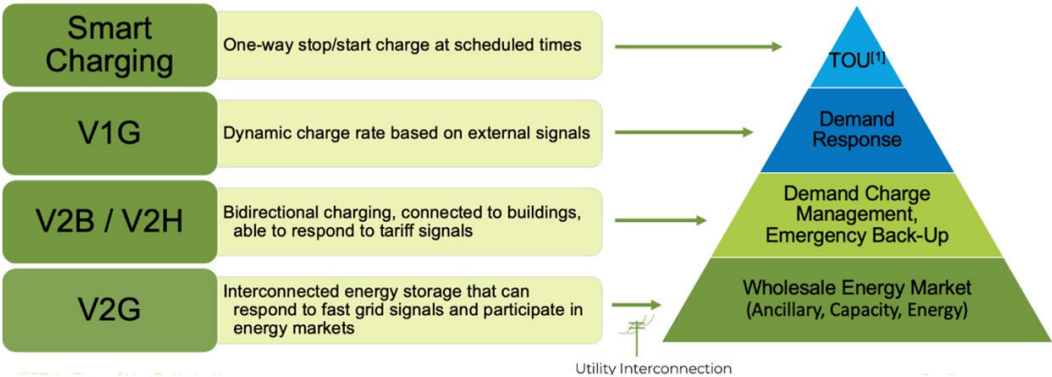 Smart
Charging
One-way stop/start charge at scheduled times
TOU[1]
V1G
Dynamic charge rate based on external signals
Demand
Response
V2B / V2H
Bidirectional charging, connected to buildings,
able to respond to tariff signals
Demand Charge
Management,
Emergency Back-Up
V2G
Interconnected energy storage that can
respond to fast grid signals and participate in
energy markets
Wholesale Energy Market
(Ancillary, Capacity, Energy)
Utility Interconnection